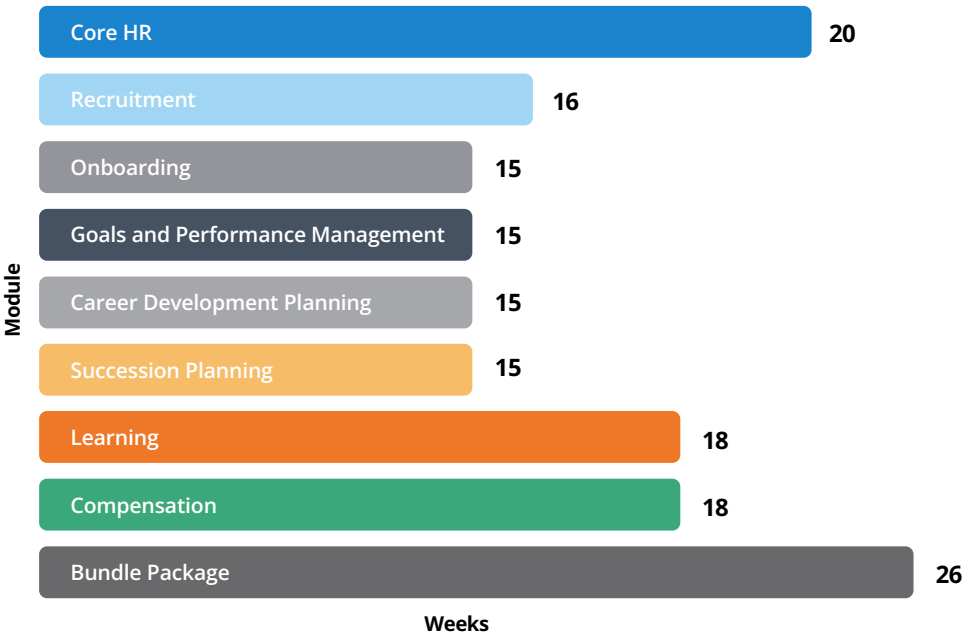 Core HR 20
Recruitment 16
Onboarding 15
Goals and Performance Management 15
Career Development Planning 15
Succession Planning 15
Learning 18
Compensation 18
Bundle Package 26
Module
Weeks